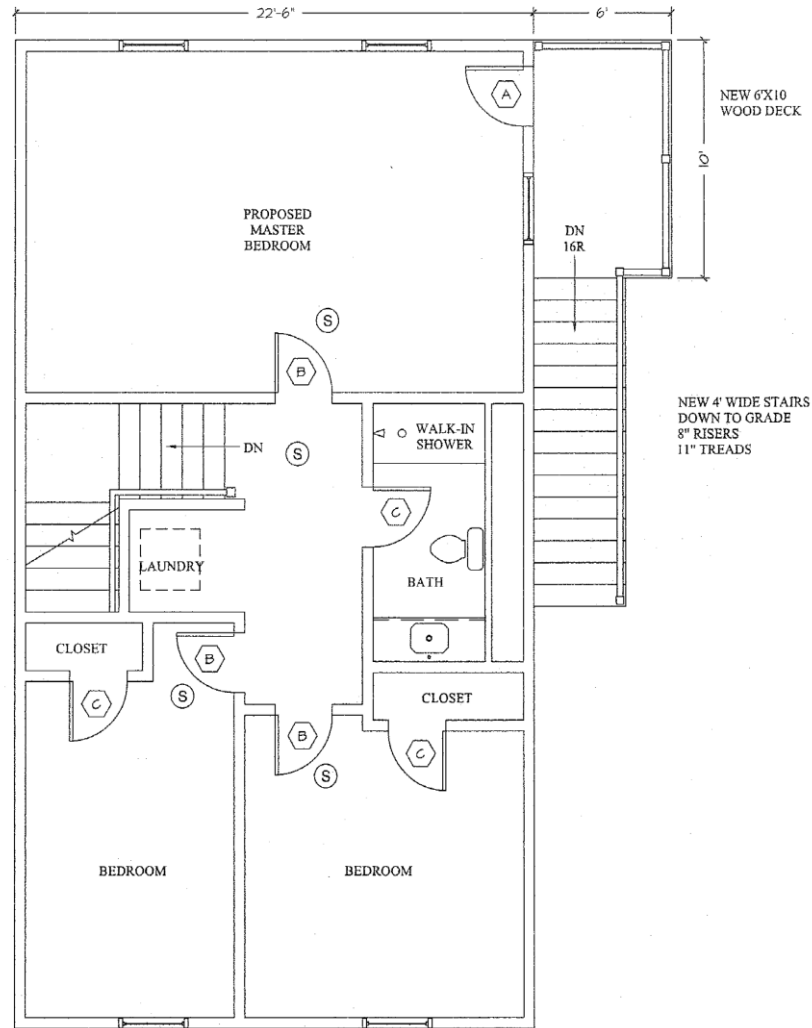 22'-6"
6'
A
NEW 6'X10
WOOD DECK
10'
PROPOSED
MASTER
BEDROOM
DN
16R
S
B
NEW 4' WIDE STAIRS
DOWN TO GRADE
8" RISERS
11" TREADS
WALK-IN
SHOWER
DN
S
C
LAUNDRY
BATH
CLOSET
B
S
C
CLOSET
B
C
S
BEDROOM
BEDROOM